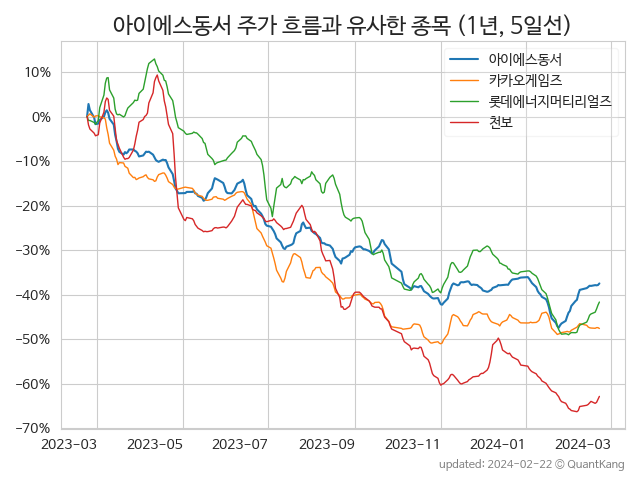 아이에스동서 주가 흐름과 유사한 종목 (1년, 5일선)
아이에스동서
카카오게임즈
롯데에너지머티리얼즈
천보
10%
0%
−10%
−20%
−30%
−40%
−50%
−60%
−70%
2023-03
2023-05
2023-07
2023-09
2023-11
2024-01
2024-03
updated: 2024-02-22 © QuantKang